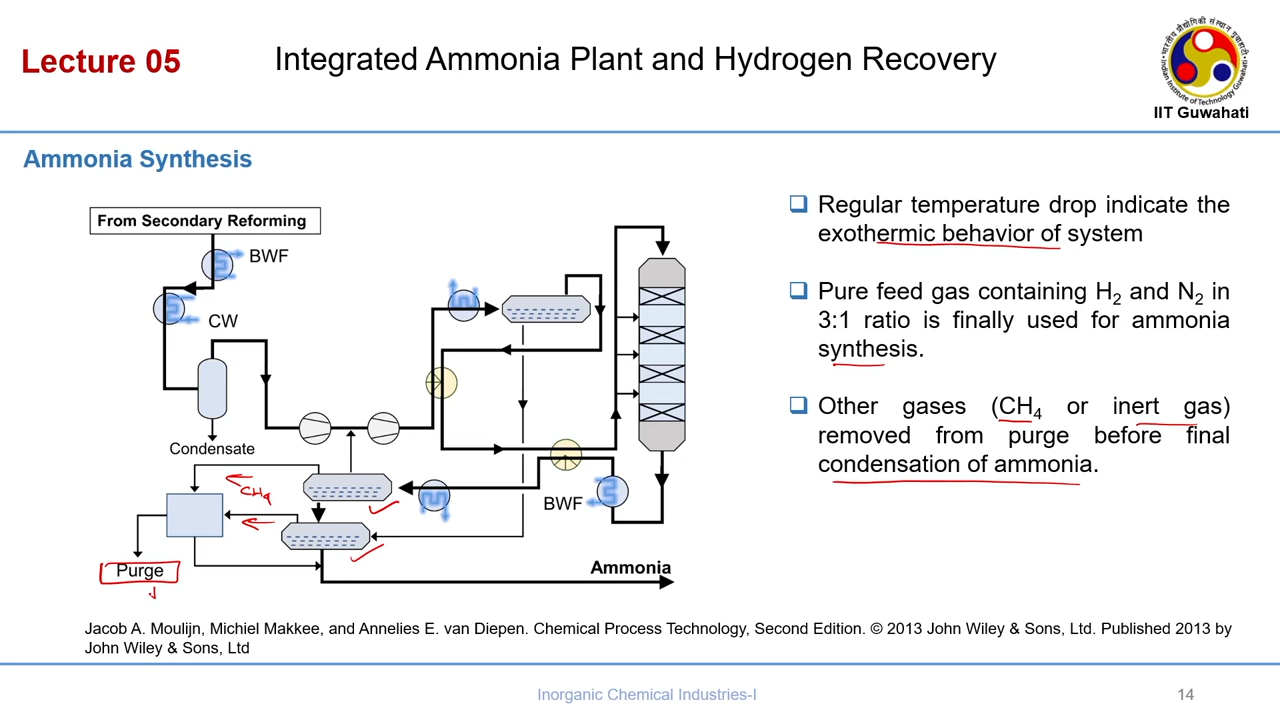 Lecture 05
Integrated Ammonia Plant and Hydrogen Recovery
IIT Guwahati
Ammonia Synthesis
From Secondary Reforming
BWF
CW
Condensate
CH4
BWF
Purge
Ammonia
❑ Regular temperature drop indicate the
exothermic behavior of system
❑ Pure feed gas containing H2 and N2 in
3:1 ratio is finally used for ammonia
synthesis.
❑ Other gases (CH4 or inert gas)
removed from purge before final
condensation of ammonia.
Jacob A. Moulijn, Michiel Makkee, and Annelies E. van Diepen. Chemical Process Technology, Second Edition. © 2013 John Wiley & Sons, Ltd. Published 2013 by
John Wiley & Sons, Ltd
Inorganic Chemical Industries-I
14